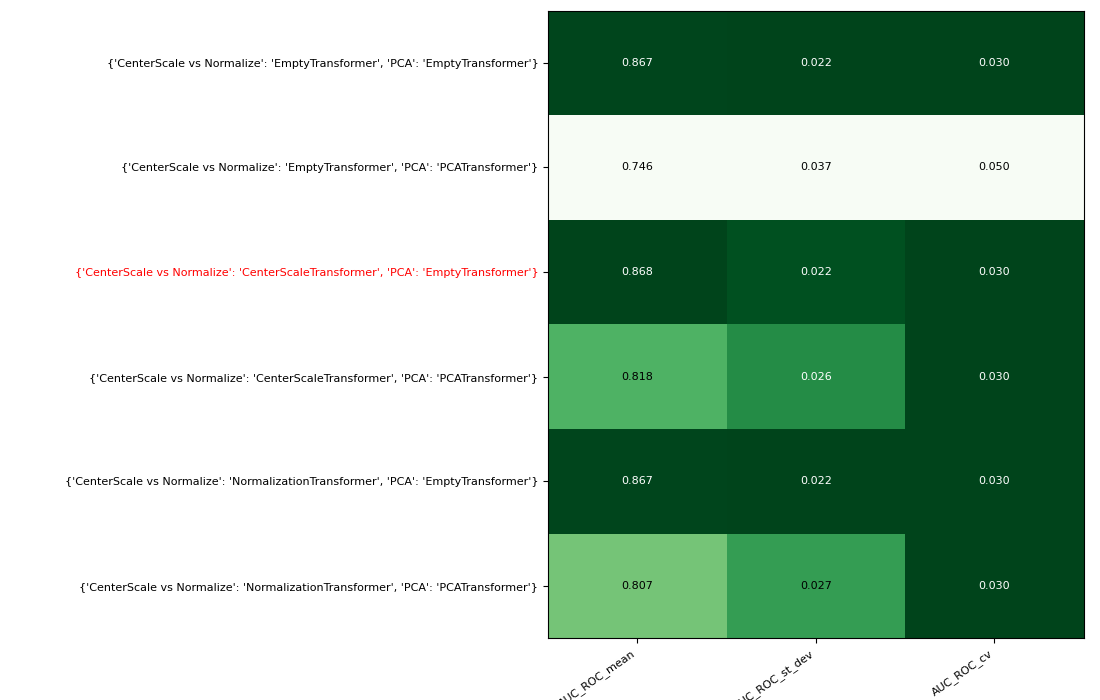 {'CenterScale vs Normalize': 'EmptyTransformer', 'PCA': 'EmptyTransformer'} 0.867 0.022 0.030
{'CenterScale vs Normalize': 'EmptyTransformer', 'PCA': 'PCATransformer'} 0.746 0.037 0.050
{'CenterScale vs Normalize': 'CenterScaleTransformer', 'PCA': 'EmptyTransformer'} 0.868 0.022 0.030
{'CenterScale vs Normalize': 'CenterScaleTransformer', 'PCA': 'PCATransformer'} 0.818 0.026 0.030
{'CenterScale vs Normalize': 'NormalizationTransformer', 'PCA': 'EmptyTransformer'} 0.867 0.022 0.030
{'CenterScale vs Normalize': 'NormalizationTransformer', 'PCA': 'PCATransformer'} 0.807 0.027 0.030
UC_ROC_mean UC_ROC_st_dev AUC_ROC_cv